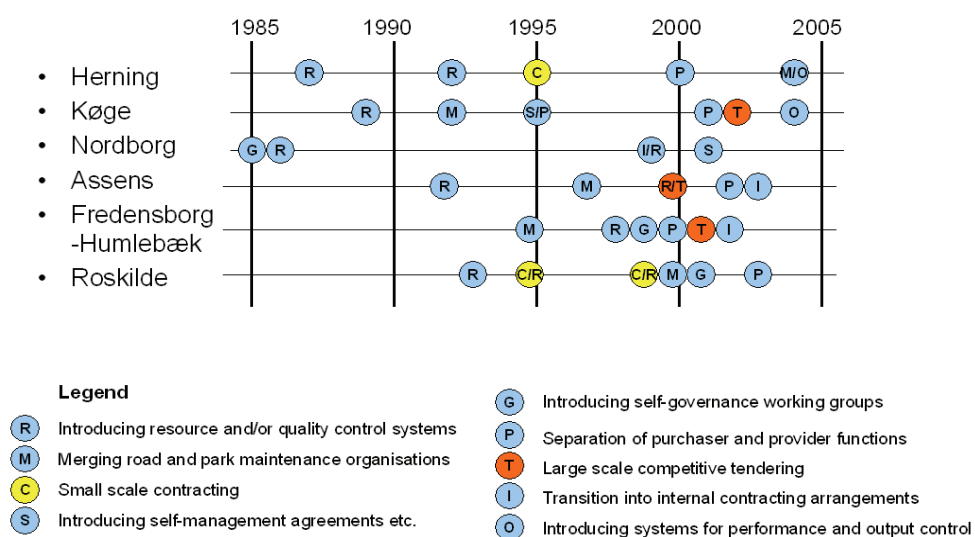 1985 1990 1995 2000 2005
• Herning R R C P M/O
• Køge R M S/P P T O
• Nordborg G R I/R S
• Assens R M R/T P I
• Fredensborg
-Humlebæk M R G P T I
• Roskilde R C/R C/R M G P
Legend
R Introducing resource and/or quality control systems
M Merging road and park maintenance organisations
C Small scale contracting
S Introducing self-management agreements etc.
G Introducing self-governance working groups
P Separation of purchaser and provider functions
T Large scale competitive tendering
I Transition into internal contracting arrangements
O Introducing systems for performance and output control